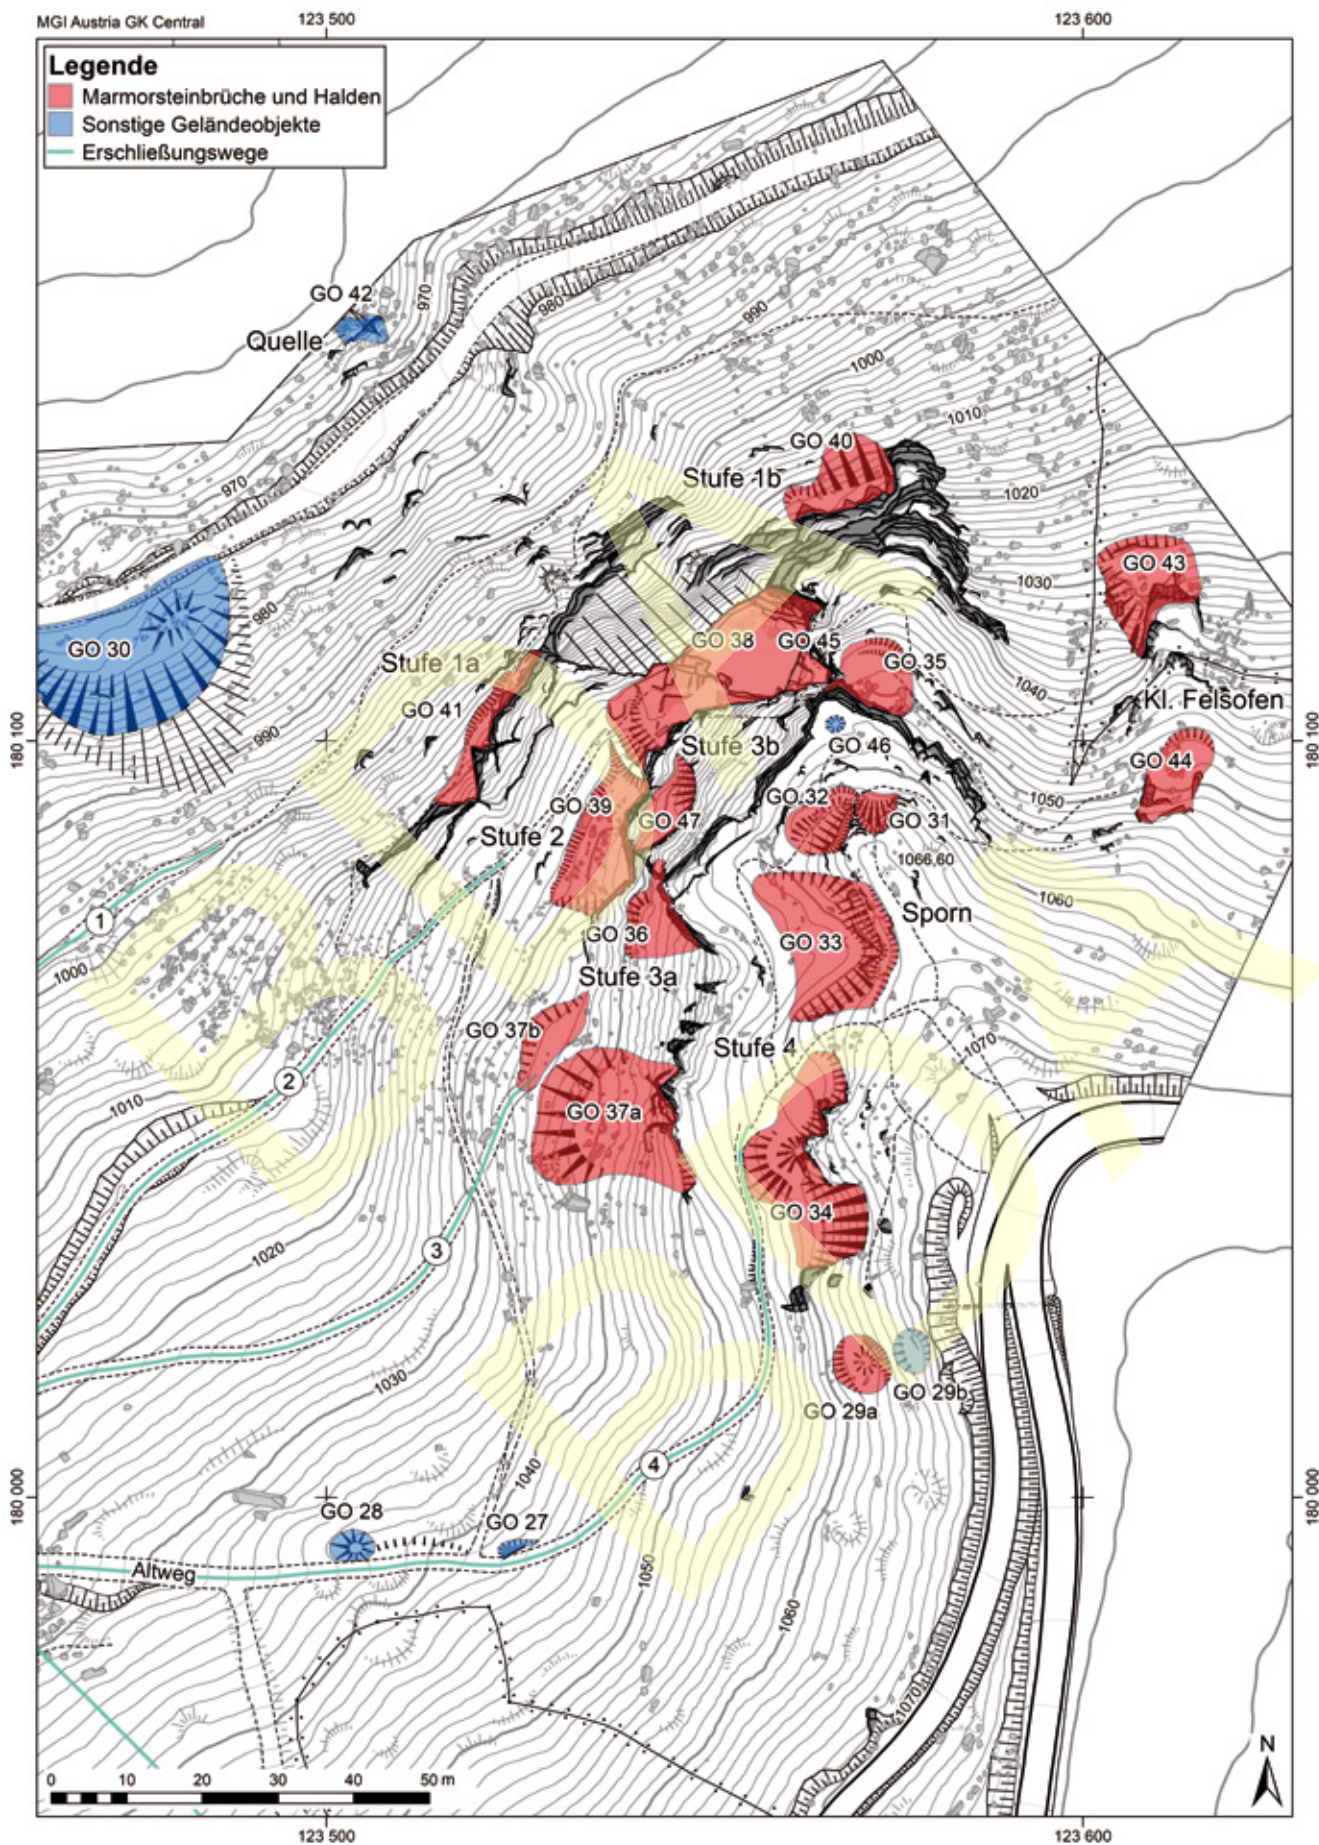 MGI Austria GK Central
123 500
123 600
Legende
Marmorsteinbrüche und Halden
Sonstige Geländeobjekte
Erschließungswege
GO 42
Quelle
970
980
990
1000
1010
GO 40
Stufe 1b
970
1020
GO 43
1030
980
GO 30
GO 38
GO 45
GO 35
Stufe 1a
1040
Kl. Felsofen
GO 41
990
Stufe 3b
GO 46
180 100
180 100
GO 44
1050
GO 39
GO 47
GO 32
GO 31
Stufe 2
1066,60
1060
Sporn
1
GO 36
GO 33
1000
Stufe 3a
GO 37b
Stufe 4
1070
2
1010
GO 37a
GO 34
1020
3
1030
GO 29b
GO 29a
4
1040
180 000
180 000
GO 28
GO 27
Altweg
1050
1060
1070
N
0 10 20 30 40 50 m
123 500
123 600
BDA
BDA
BDA